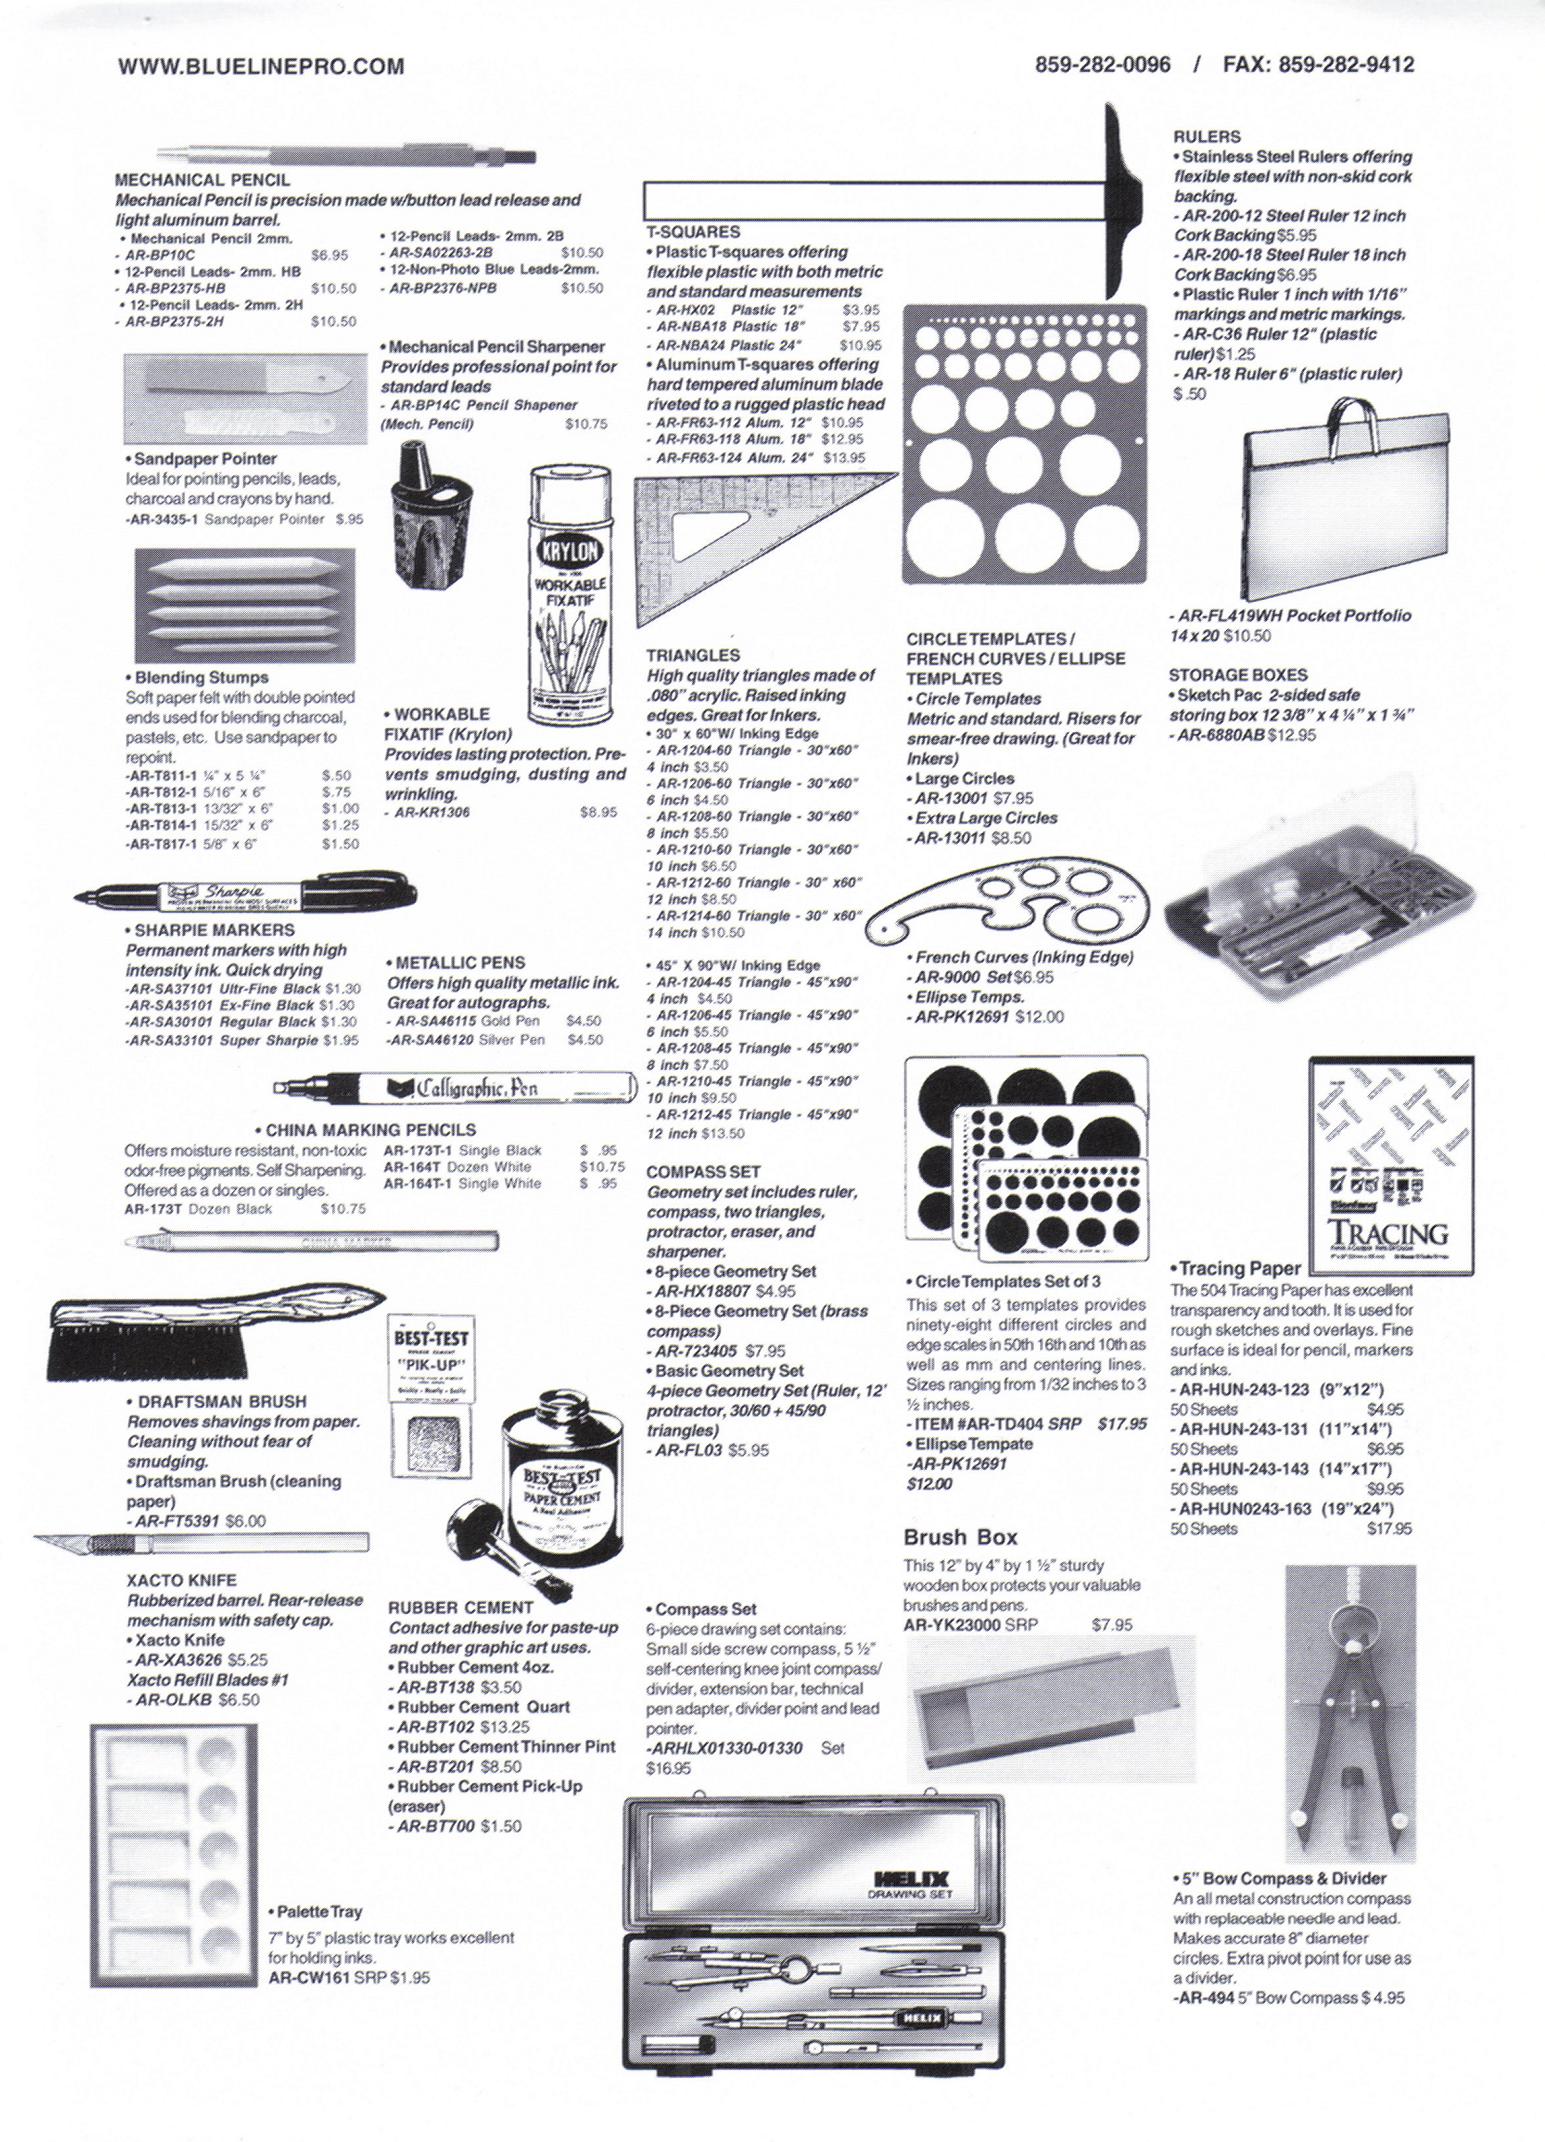 WWW.BLUELINEPRO.COM
859-282-0096 / FAX: 859-282-9412
MECHANICAL PENCIL
Mechanical Pencil is precision made w/button lead release and
light aluminum barrel.
• Mechanical Pencil 2mm.
- AR-BP10C $6.95
• 12-Pencil Leads- 2mm. HB
- AR-BP2375-HB $10.50
• 12-Pencil Leads- 2mm. 2H
- AR-BP2375-2H $10.50
• 12-Pencil Leads- 2mm. 2B
- AR-SA02263-2B $10.50
• 12-Non-Photo Blue Leads-2mm.
- AR-BP2376-NPB $10.50
• Mechanical Pencil Sharpener
Provides professional point for
standard leads
- AR-BP14C Pencil Shapener
(Mech. Pencil) $10.75
• Sandpaper Pointer
Ideal for pointing pencils, leads,
charcoal and crayons by hand.
-AR-3435-1 Sandpaper Pointer $.95
• Blending Stumps
Soft paper felt with double pointed
ends used for blending charcoal,
pastels, etc. Use sandpaper to
repoint.
-AR-T811-1 ¼" x 5 ¼" $.50
-AR-T812-1 5/16" x 6" $.75
-AR-T813-1 13/32" x 6" $1.00
-AR-T814-1 15/32" x 6" $1.25
-AR-T817-1 5/8" x 6" $1.50
KRYLON
WORKABLE
FIXATIF
• WORKABLE
FIXATIF (Krylon)
Provides lasting protection. Pre-
vents smudging, dusting and
wrinkling.
- AR-KR1306 $8.95
Sharpie
• SHARPIE MARKERS
Permanent markers with high
intensity ink. Quick drying
-AR-SA37101 Ultr-Fine Black $1.30
-AR-SA35101 Ex-Fine Black $1.30
-AR-SA30101 Regular Black $1.30
-AR-SA33101 Super Sharpie $1.95
• METALLIC PENS
Offers high quality metallic ink.
Great for autographs.
- AR-SA46115 Gold Pen $4.50
-AR-SA46120 Silver Pen $4.50
Calligraphic Pen
• CHINA MARKING PENCILS
Offers moisture resistant, non-toxic
odor-free pigments. Self Sharpening.
Offered as a dozen or singles.
AR-173T Dozen Black $10.75
AR-173T-1 Single Black $ .95
AR-164T Dozen White $10.75
AR-164T-1 Single White $ .95
CHINA MARKER
• DRAFTSMAN BRUSH
Removes shavings from paper.
Cleaning without fear of
smudging.
• Draftsman Brush (cleaning
paper)
- AR-FT5391 $6.00
BEST-TEST
"PIK-UP"
BEST-TEST
PAPER CEMENT
XACTO KNIFE
Rubberized barrel. Rear-release
mechanism with safety cap.
• Xacto Knife
- AR-XA3626 $5.25
Xacto Refill Blades #1
- AR-OLKB $6.50
RUBBER CEMENT
Contact adhesive for paste-up
and other graphic art uses.
• Rubber Cement 4oz.
- AR-BT138 $3.50
• Rubber Cement Quart
- AR-BT102 $13.25
• Rubber Cement Thinner Pint
- AR-BT201 $8.50
• Rubber Cement Pick-Up
(eraser)
- AR-BT700 $1.50
• Palette Tray
7" by 5" plastic tray works excellent
for holding inks.
AR-CW161 SRP $1.95
T-SQUARES
• Plastic T-squares offering
flexible plastic with both metric
and standard measurements
- AR-HX02 Plastic 12" $3.95
- AR-NBA18 Plastic 18" $7.95
- AR-NBA24 Plastic 24" $10.95
• Aluminum T-squares offering
hard tempered aluminum blade
riveted to a rugged plastic head
- AR-FR63-112 Alum. 12" $10.95
- AR-FR63-118 Alum. 18" $12.95
- AR-FR63-124 Alum. 24" $13.95
TRIANGLES
High quality triangles made of
.080" acrylic. Raised inking
edges. Great for Inkers.
• 30" x 60"W/ Inking Edge
- AR-1204-60 Triangle - 30"x60"
4 inch $3.50
- AR-1206-60 Triangle - 30"x60"
6 inch $4.50
- AR-1208-60 Triangle - 30"x60"
8 inch $5.50
- AR-1210-60 Triangle - 30"x60"
10 inch $6.50
- AR-1212-60 Triangle - 30" x60"
12 inch $8.50
- AR-1214-60 Triangle - 30" x60"
14 inch $10.50
• 45" X 90"W/ Inking Edge
- AR-1204-45 Triangle - 45"x90"
4 inch $4.50
- AR-1206-45 Triangle - 45"x90"
6 inch $5.50
- AR-1208-45 Triangle - 45"x90"
8 inch $7.50
- AR-1210-45 Triangle - 45"x90"
10 inch $9.50
- AR-1212-45 Triangle - 45"x90"
12 inch $13.50
COMPASS SET
Geometry set includes ruler,
compass, two triangles,
protractor, eraser, and
sharpener.
• 8-piece Geometry Set
- AR-HX18807 $4.95
• 8-Piece Geometry Set (brass
compass)
- AR-723405 $7.95
• Basic Geometry Set
4-piece Geometry Set (Ruler, 12'
protractor, 30/60 + 45/90
triangles)
- AR-FL03 $5.95
• Compass Set
6-piece drawing set contains:
Small side screw compass, 5 ½"
self-centering knee joint compass/
divider, extension bar, technical
pen adapter, divider point and lead
pointer.
-ARHLX01330-01330 Set
$16.95
HELIX
DRAWING SET
HELIX
CIRCLE TEMPLATES /
FRENCH CURVES / ELLIPSE
TEMPLATES
• Circle Templates
Metric and standard. Risers for
smear-free drawing. (Great for
Inkers)
• Large Circles
- AR-13001 $7.95
• Extra Large Circles
- AR-13011 $8.50
• French Curves (Inking Edge)
- AR-9000 Set $6.95
• Ellipse Temps.
- AR-PK12691 $12.00
• Circle Templates Set of 3
This set of 3 templates provides
ninety-eight different circles and
edge scales in 50th 16th and 10th as
well as mm and centering lines.
Sizes ranging from 1/32 inches to 3
½ inches.
- ITEM #AR-TD404 SRP $17.95
• Ellipse Tempate
-AR-PK12691
$12.00
Brush Box
This 12" by 4" by 1 ½" sturdy
wooden box protects your valuable
brushes and pens.
AR-YK23000 SRP $7.95
RULERS
• Stainless Steel Rulers offering
flexible steel with non-skid cork
backing.
- AR-200-12 Steel Ruler 12 inch
Cork Backing $5.95
- AR-200-18 Steel Ruler 18 inch
Cork Backing $6.95
• Plastic Ruler 1 inch with 1/16"
markings and metric markings.
- AR-C36 Ruler 12" (plastic
ruler) $1.25
- AR-18 Ruler 6" (plastic ruler)
$ .50
- AR-FL419WH Pocket Portfolio
14 x 20 $10.50
STORAGE BOXES
• Sketch Pac 2-sided safe
storing box 12 3/8" x 4 ¼" x 1 ¾"
- AR-6880AB $12.95
TRACING
• Tracing Paper
The 504 Tracing Paper has excellent
transparency and tooth. It is used for
rough sketches and overlays. Fine
surface is ideal for pencil, markers
and inks.
- AR-HUN-243-123 (9"x12")
50 Sheets $4.95
- AR-HUN-243-131 (11"x14")
50 Sheets $6.95
- AR-HUN-243-143 (14"x17")
50 Sheets $9.95
- AR-HUN0243-163 (19"x24")
50 Sheets $17.95
• 5" Bow Compass & Divider
An all metal construction compass
with replaceable needle and lead.
Makes accurate 8" diameter
circles. Extra pivot point for use as
a divider.
-AR-494 5" Bow Compass $ 4.95